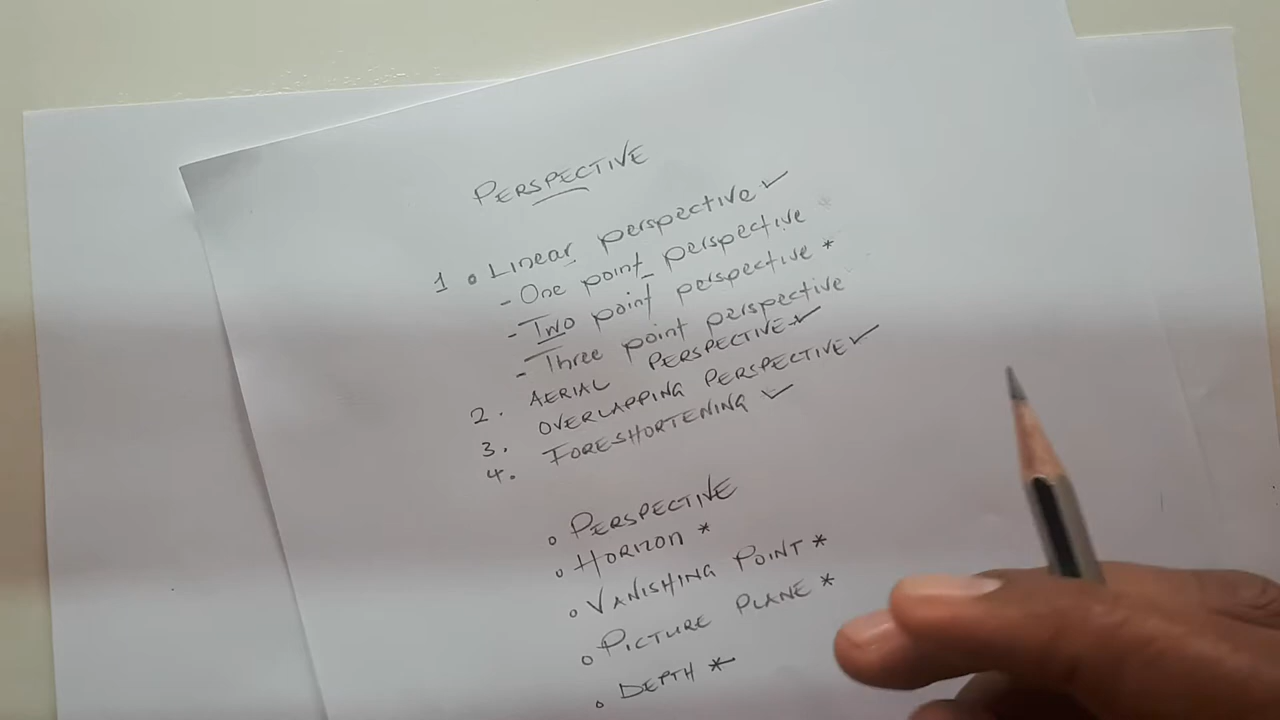 PERSPECTIVE
1 • Linear perspective ✓
- One point perspective
- Two point perspective *
- Three point perspective
2. AERIAL PERSPECTIVE ✓
3. OVERLAPPING PERSPECTIVE ✓
4. FORESHORTENING ✓
• PERSPECTIVE
• HORIZON *
• VANISHING POINT *
• PICTURE PLANE *
• DEPTH *